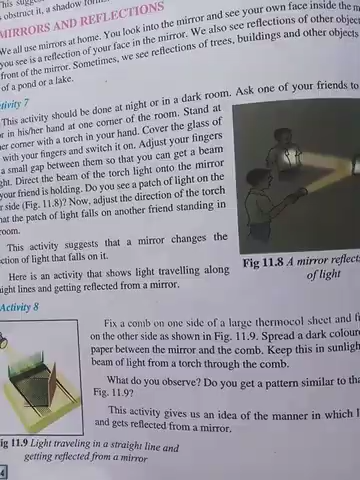 This
obstruct it, a shadow
MIRRORS AND REFLECTIONS
We all use mirrors at home. You look into the mirror and see your own face inside the
you see is a reflection of your face in the mirror. We also see reflections of other
front of the mirror. Sometimes, we see reflections of trees, buildings and other objects
of a pond or a lake.
tivity 7
This activity should be done at night or in a dark room. Ask one of your friends to
in his/her hand at one corner of the room. Stand at
er corner with a torch in your hand. Cover the glass of
with your fingers and switch it on. Adjust your fingers
a small gap between them so that you can get a beam
ght. Direct the beam of the torch light onto the mirror
your friend is holding. Do you see a patch of light on the
r side (Fig. 11.8)? Now, adjust the direction of the torch
hat the patch of light falls on another friend standing in
room.
This activity suggests that a mirror changes the
ction of light that falls on it.
Here is an activity that shows light travelling along
ight lines and getting reflected from a mirror.
Fig 11.8 A mirror reflects
of light
Activity 8
Fix a comb on one side of a large thermocol sheet and
on the other side as shown in Fig. 11.9. Spread a dark colour
paper between the mirror and the comb. Keep this in sunligh
beam of light from a torch through the comb.
What do you observe? Do you get a pattern similar to tha
Fig. 11.9?
This activity gives us an idea of the manner in which l
and gets reflected from a mirror.
ig 11.9 Light traveling in a straight line and
getting reflected from a mirror
4